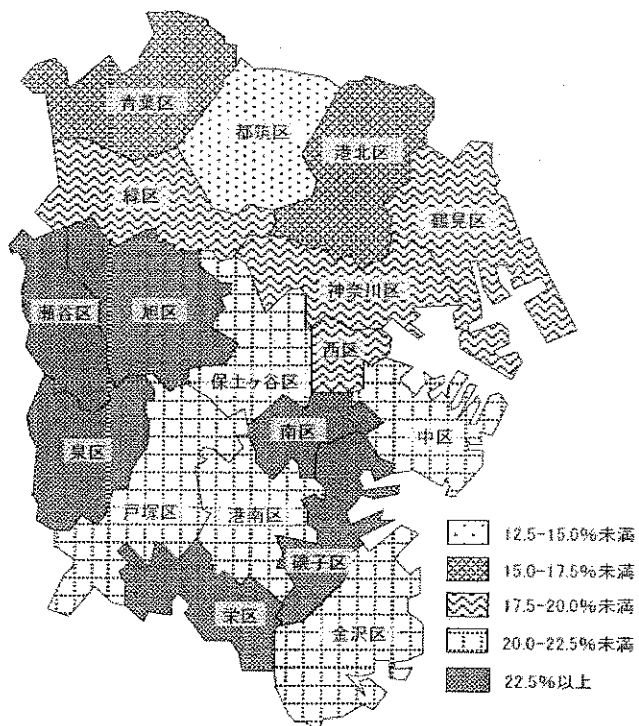 青葉区
都筑区
港北区
緑区
鶴見区
神奈川区
瀬谷区
旭区
西区
保土ヶ谷区
南区
中区
泉区
戸塚区
港南区
磯子区
栄区
金沢区
12.5-15.0%未満
15.0-17.5%未満
17.5-20.0%未満
20.0-22.5%未満
22.5%以上